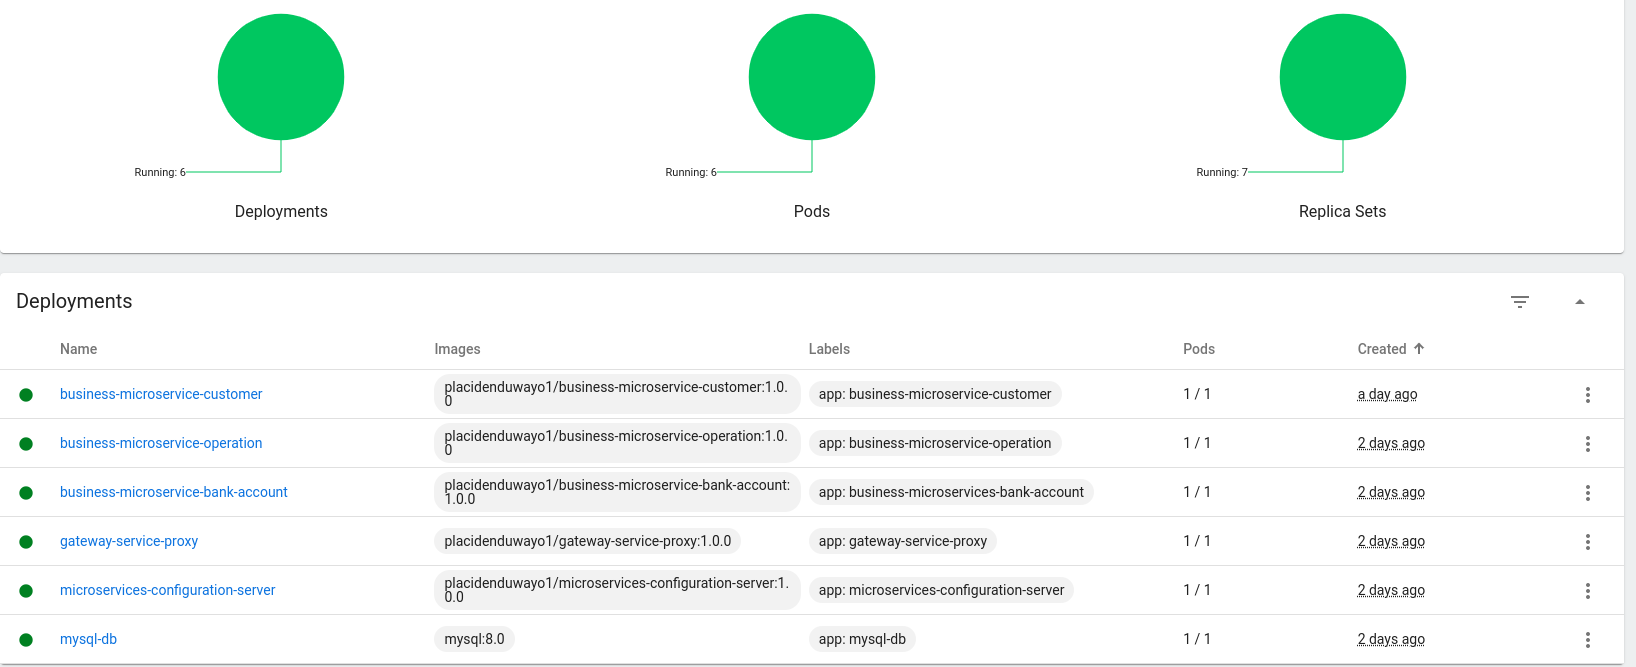 Running: 6
Running: 6
Running: 7
Deployments
Pods
Replica Sets
Deployments
Name
Images
Labels
Pods
Created
business-microservice-customer
placidenduwayo1/business-microservice-customer:1.0.
0
app: business-microservice-customer
1 / 1
a day ago
business-microservice-operation
placidenduwayo1/business-microservice-operation:1.0.
0
app: business-microservice-operation
1 / 1
2 days ago
business-microservice-bank-account
placidenduwayo1/business-microservice-bank-account:
1.0.0
app: business-microservices-bank-account
1 / 1
2 days ago
gateway-service-proxy
placidenduwayo1/gateway-service-proxy:1.0.0
app: gateway-service-proxy
1 / 1
2 days ago
microservices-configuration-server
placidenduwayo1/microservices-configuration-server:1.
0.0
app: microservices-configuration-server
1 / 1
2 days ago
mysql-db
mysql:8.0
app: mysql-db
1 / 1
2 days ago